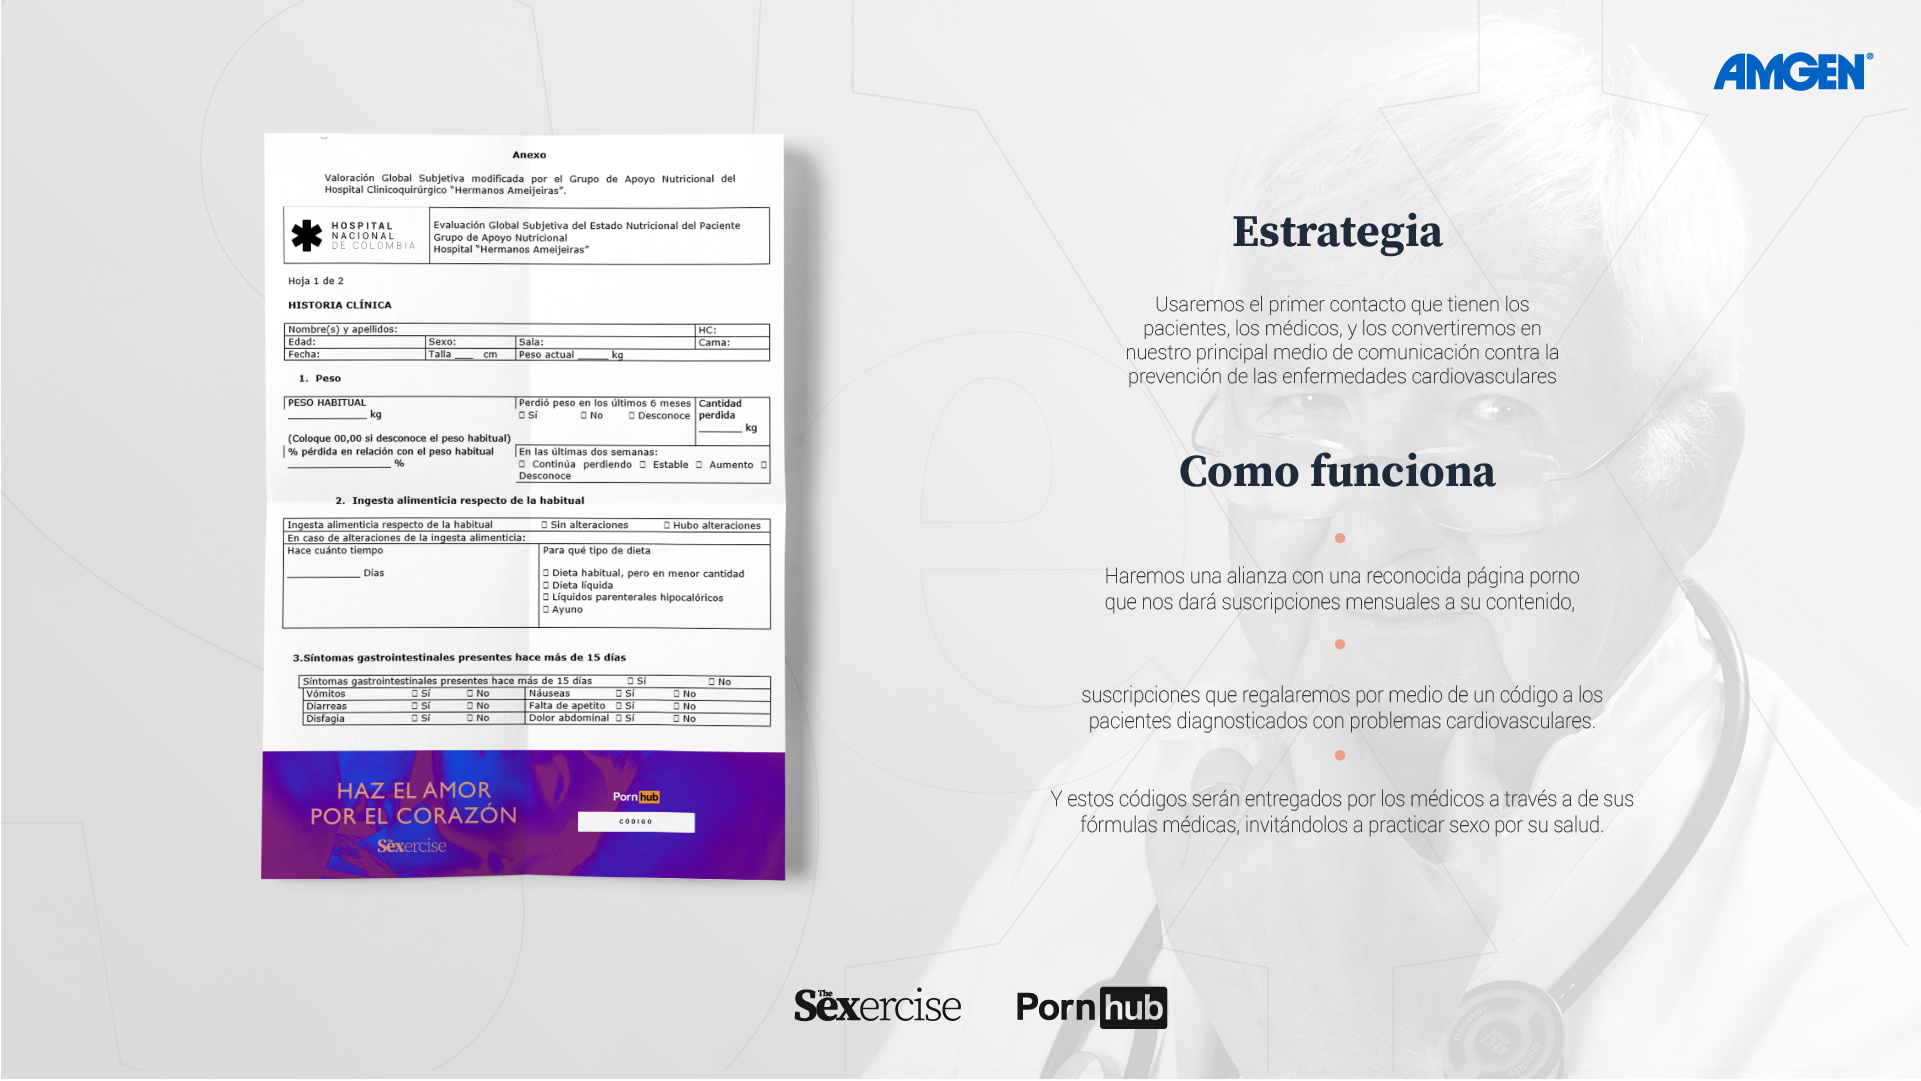 AMGEN®
Anexo
Valoración Global Subjetiva modificada por el Grupo de Apoyo Nutricional del
Hospital Clinicoquirúrgico "Hermanos Ameijeiras".
HOSPITAL
NACIONAL
DE COLOMBIA
Evaluación Global Subjetiva del Estado Nutricional del Paciente
Grupo de Apoyo Nutricional
Hospital "Hermanos Ameijeiras"
Hoja 1 de 2
HISTORIA CLÍNICA
Nombre(s) y apellidos: HC:
Edad: Sexo: Sala: Cama:
Fecha: Talla ___ cm Peso actual _____ kg
1. Peso
PESO HABITUAL
_____________ kg
(Coloque 00,00 si desconoce el peso habitual)
% pérdida en relación con el peso habitual
_________________ %
Perdió peso en los últimos 6 meses
□ Sí □ No □ Desconoce
Cantidad
perdida
_______ kg
En las últimas dos semanas:
□ Continúa perdiendo □ Estable □ Aumento □
Desconoce
2. Ingesta alimenticia respecto de la habitual
Ingesta alimenticia respecto de la habitual □ Sin alteraciones □ Hubo alteraciones
En caso de alteraciones de la ingesta alimenticia:
Hace cuánto tiempo
____________ Días
Para qué tipo de dieta
□ Dieta habitual, pero en menor cantidad
□ Dieta líquida
□ Líquidos parenterales hipocalóricos
□ Ayuno
3.Síntomas gastrointestinales presentes hace más de 15 días
Síntomas gastrointestinales presentes hace más de 15 días □ Sí □ No
Vómitos □ Sí □ No Náuseas □ Sí □ No
Diarreas □ Sí □ No Falta de apetito □ Sí □ No
Disfagia □ Sí □ No Dolor abdominal □ Sí □ No
HAZ EL AMOR
POR EL CORAZÓN
The Sexercise
Pornhub
CÓDIGO
Estrategia
Usaremos el primer contacto que tienen los
pacientes, los médicos, y los convertiremos en
nuestro principal medio de comunicación contra la
prevención de las enfermedades cardiovasculares
Como funciona
Haremos una alianza con una reconocida página porno
que nos dará suscripciones mensuales a su contenido,
suscripciones que regalaremos por medio de un código a los
pacientes diagnosticados con problemas cardiovasculares.
Y estos códigos serán entregados por los médicos a través a de sus
fórmulas médicas, invitándolos a practicar sexo por su salud.
The Sexercise
Pornhub